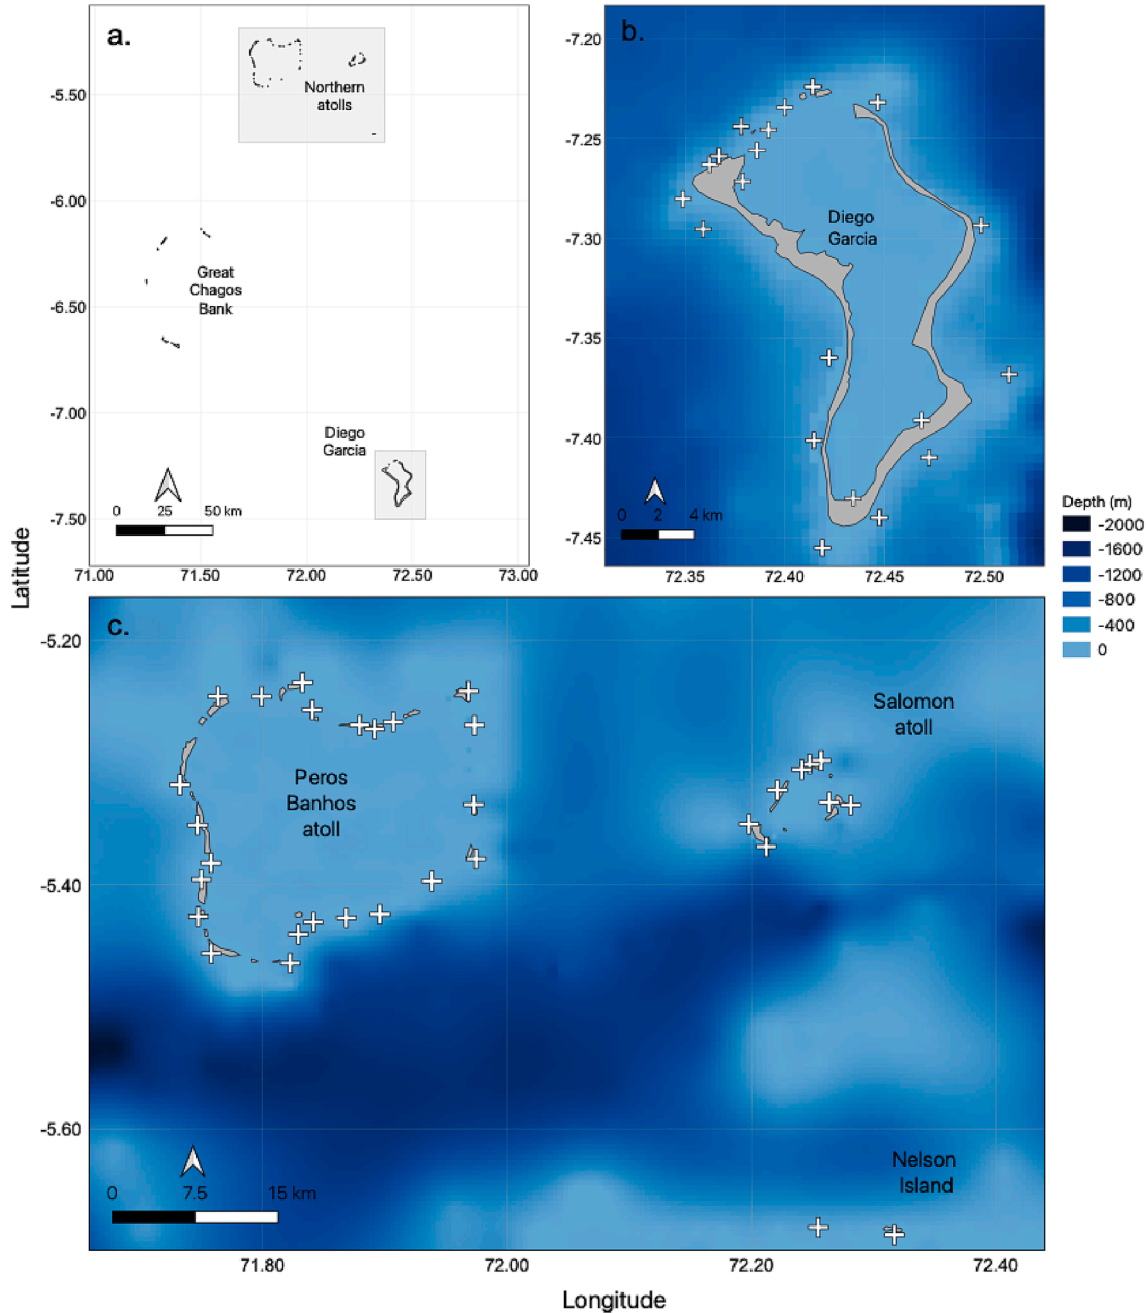 a.
Northern
atolls
Great
Chagos
Bank
Diego
Garcia
0 25 50 km
-5.50
-6.00
-6.50
-7.00
-7.50
71.00 71.50 72.00 72.50 73.00
b.
Diego
Garcia
0 2 4 km
-7.20
-7.25
-7.30
-7.35
-7.40
-7.45
72.35 72.40 72.45 72.50
Depth (m)
-2000
-1600
-1200
-800
-400
0
Latitude
c.
Salomon
atoll
Peros
Banhos
atoll
Nelson
Island
0 7.5 15 km
-5.20
-5.40
-5.60
71.80 72.00 72.20 72.40
Longitude